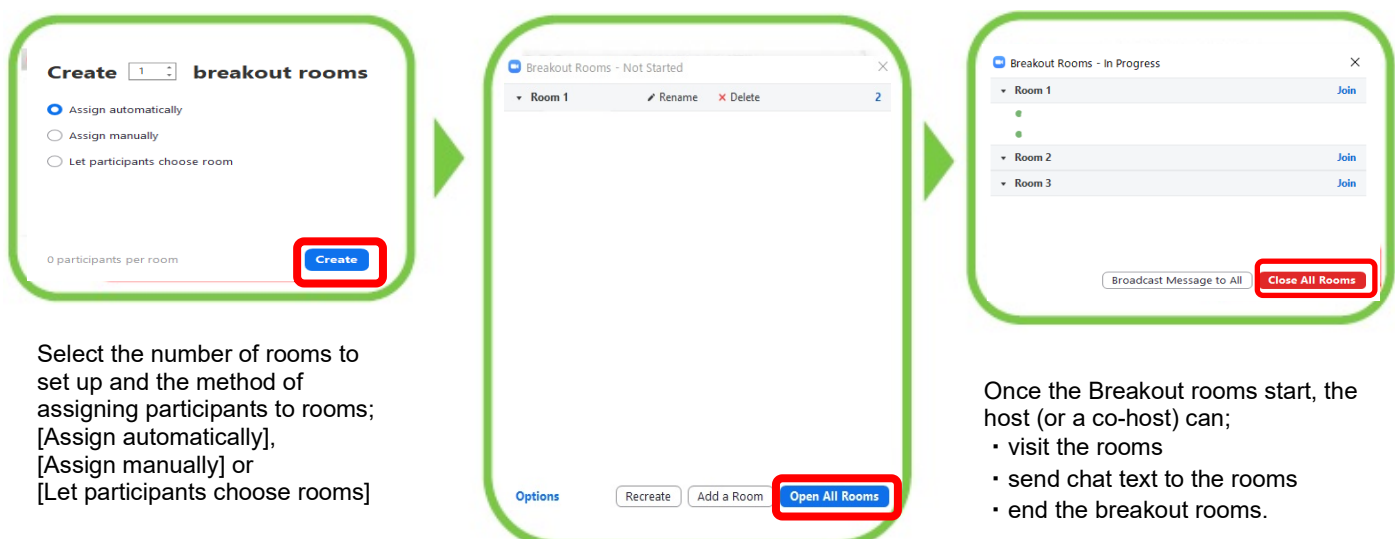 Create 1 breakout rooms
Assign automatically
Assign manually
Let participants choose room
0 participants per room
Create
Select the number of rooms to
set up and the method of
assigning participants to rooms;
[Assign automatically],
[Assign manually] or
[Let participants choose rooms]
Breakout Rooms - Not Started
Room 1 Rename Delete 2
Options Recreate Add a Room Open All Rooms
Breakout Rooms - In Progress
Room 1 Join
Room 2 Join
Room 3 Join
Broadcast Message to All Close All Rooms
Once the Breakout rooms start, the
host (or a co-host) can;
・visit the rooms
・send chat text to the rooms
・end the breakout rooms.